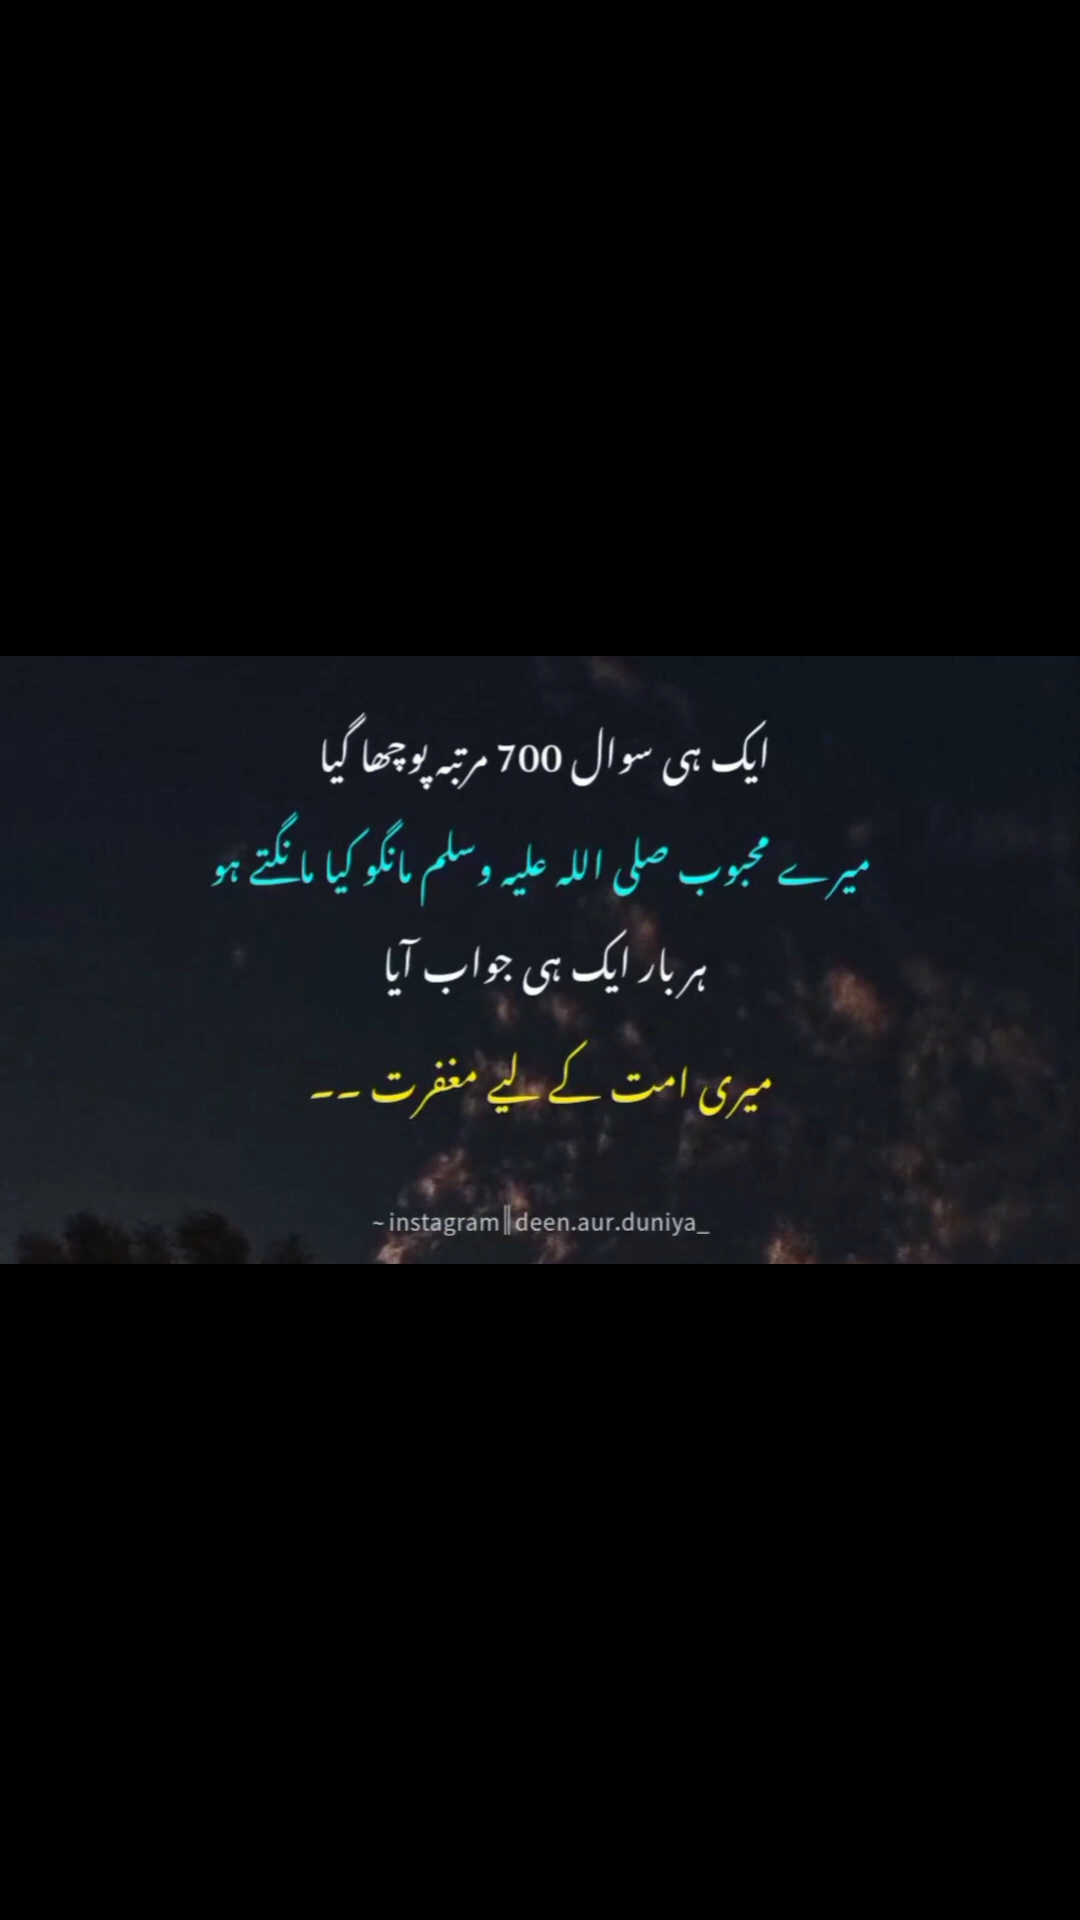 ایک ہی سوال 700 مرتبہ پوچھا گیا
میرے محبوب صلی اللہ علیہ وسلم مانگو کیا مانگتے ہو
ہر بار ایک ہی جواب آیا
میری امت کے لیے مغفرت ۔۔
~instagram||deen.aur.duniya_